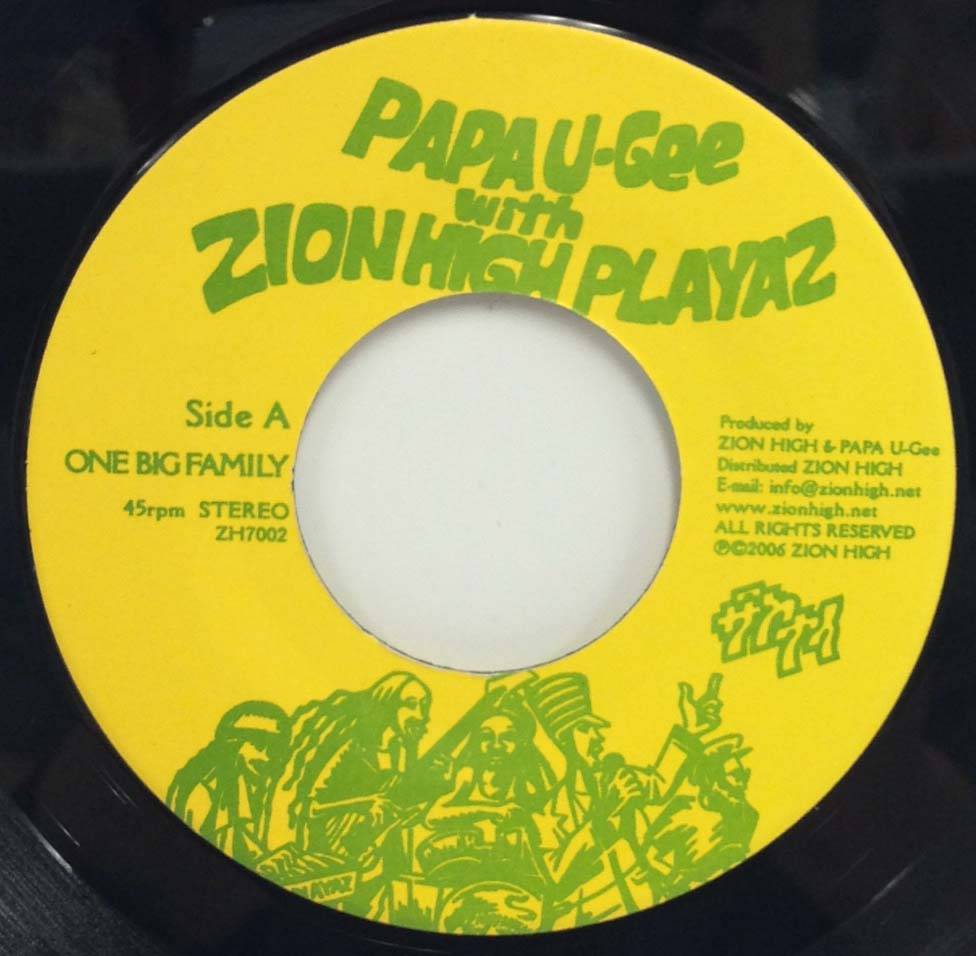 PAPA U-Gee
with
ZION HIGH PLAYAZ
Side A
ONE BIG FAMILY
45rpm STEREO
ZH7002
Produced by
ZION HIGH & PAPA U-Gee
Distributed ZION HIGH
E-mail: info@zionhigh.net
www.zionhigh.net
ALL RIGHTS RESERVED
℗©2006 ZION HIGH
PLAYAZ